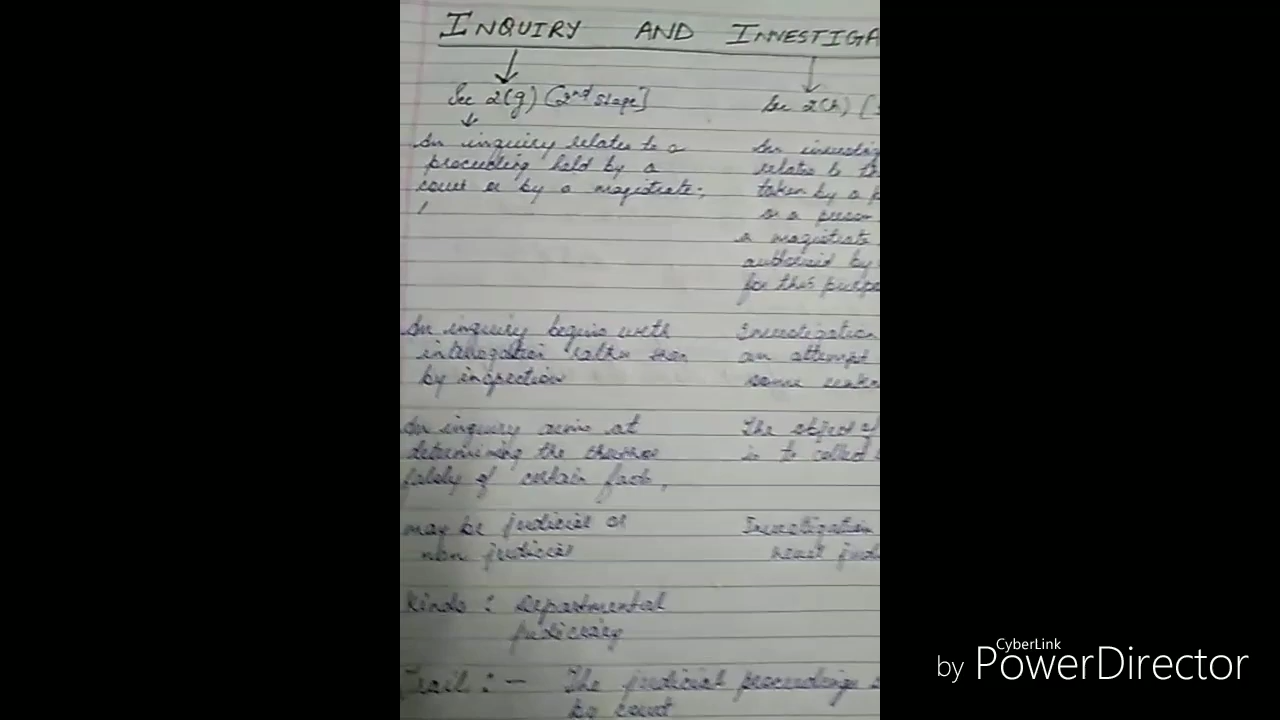 INQUIRY AND INVESTIGA
Sec 2(g) (2nd stage]
Sec 2(h) [
An inquiry relates to a
proceeding held by a
court or by a magistrate;
An investig
relates to th
taken by a p
or a person
a magistrate
authorised by
for this purpo
An inquiry begins with
interrogation rather than
by inspection
Investigation
an attempt
some
An inquiry aims at
determining the
falsity of certain facts,
The object of
is to collect
may be judicial or
non judicial
Investigation
judi
Kinds : Departmental
Trail : — The judicial proceedings
by court
CyberLink
by PowerDirector